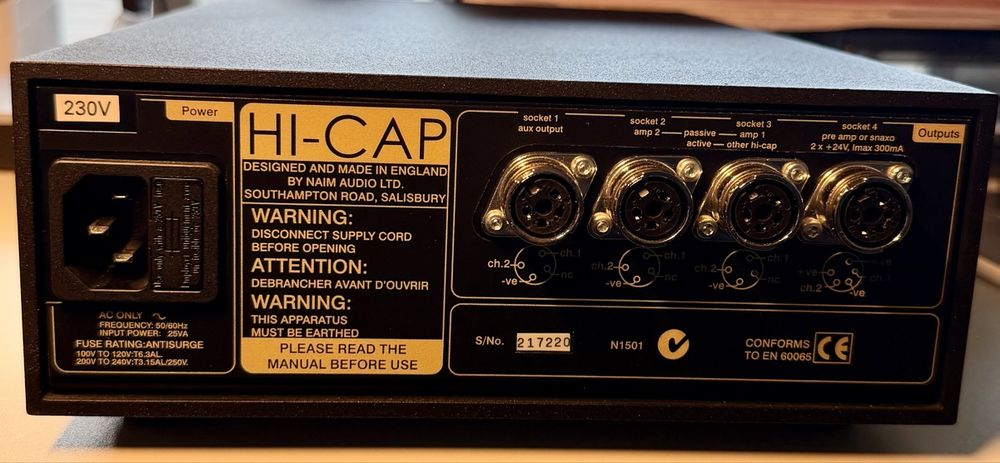 230V
Power
AC ONLY
FREQUENCY: 50/60Hz
INPUT POWER: 25VA
FUSE RATING:ANTISURGE
100V TO 120V:T6.3AL.
200V TO 240V:T3.15AL/250V.
HI-CAP
DESIGNED AND MADE IN ENGLAND
BY NAIM AUDIO LTD.
SOUTHAMPTON ROAD, SALISBURY
WARNING:
DISCONNECT SUPPLY CORD
BEFORE OPENING
ATTENTION:
DEBRANCHER AVANT D'OUVRIR
WARNING:
THIS APPARATUS
MUST BE EARTHED
PLEASE READ THE
MANUAL BEFORE USE
Outputs
socket 1
aux output
socket 2 socket 3
amp 2 passive amp 1
active other hi-cap
socket 4
pre amp or snaxo
2 x +24V, Imax 300mA
ch.1
ch.2 nc
-ve
ch.1
ch.2 nc
-ve
ch.1
ch.2 nc
-ve
+ve
+ve ch.1
ch.2 -ve
S/No. 217220
N1501
CONFORMS
TO EN 60065
CE